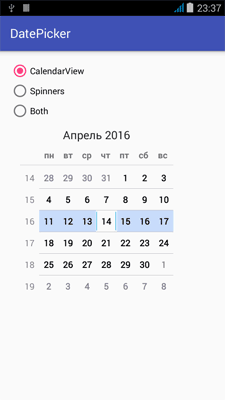 23:37
DatePicker
CalendarView
Spinners
Both
Апрель 2016
пн вт ср чт пт сб вс
14 28 29 30 31 1 2 3
15 4 5 6 7 8 9 10
16 11 12 13 14 15 16 17
17 18 19 20 21 22 23 24
18 25 26 27 28 29 30 1
19 2 3 4 5 6 7 8